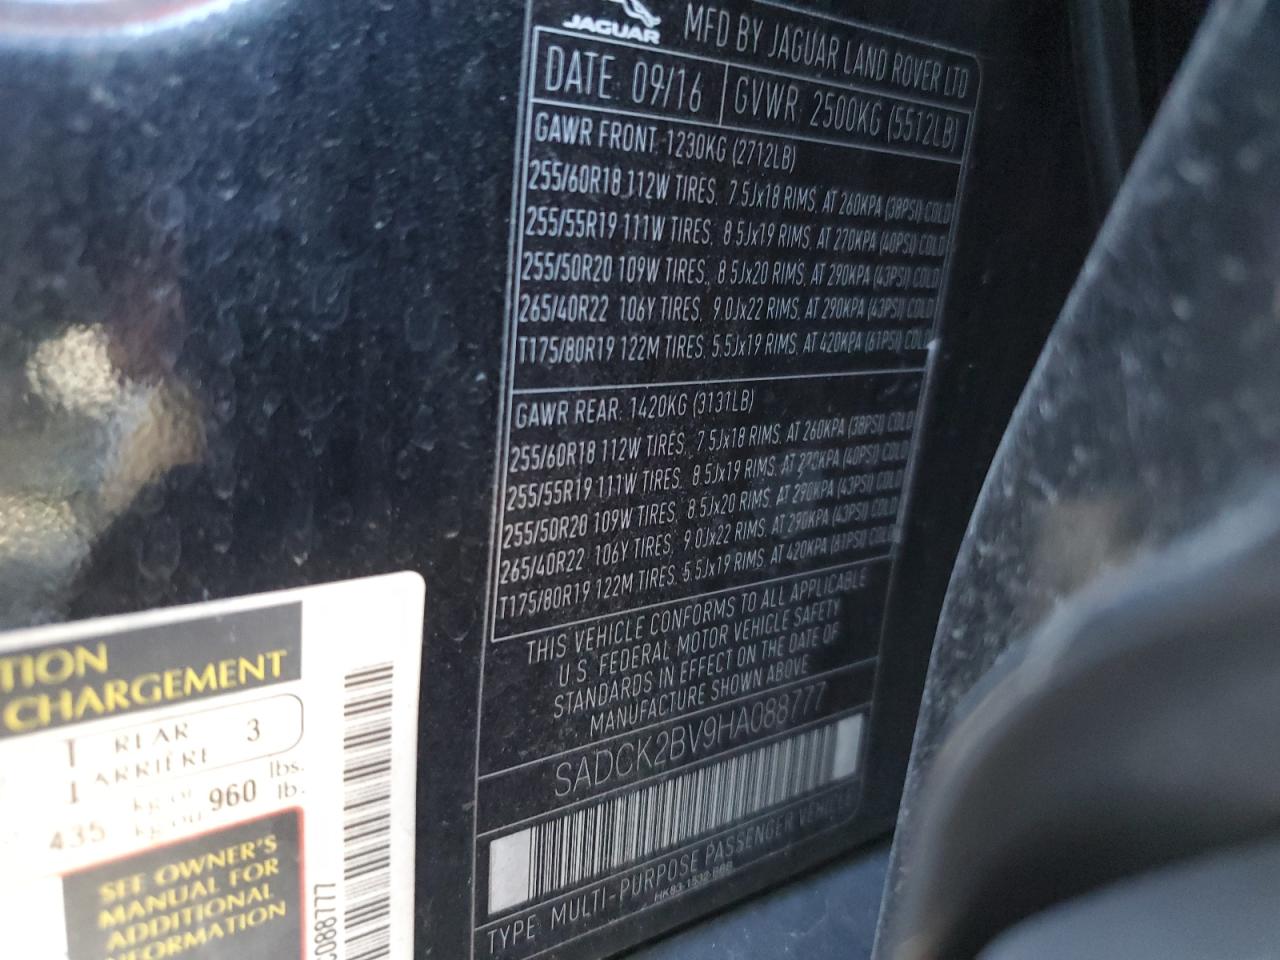 JAGUAR
MFD BY JAGUAR LAND ROVER LTD
DATE: 09/16
GVWR: 2500KG (5512LB)
GAWR FRONT: 1230KG (2712LB)
255/60R18 112W TIRES, 7.5Jx18 RIMS, AT 260KPA (38PSI) COLD
255/55R19 111W TIRES, 8.5Jx19 RIMS, AT 270KPA (40PSI) COLD
255/50R20 109W TIRES, 8.5Jx20 RIMS, AT 290KPA (43PSI) COLD
265/40R22 106Y TIRES, 9.0Jx22 RIMS, AT 290KPA (43PSI) COLD
T175/80R19 122M TIRES, 5.5Jx19 RIMS, AT 420KPA (61PSI) COLD
GAWR REAR: 1420KG (3131LB)
255/60R18 112W TIRES, 7.5Jx18 RIMS, AT 260KPA (38PSI) COLD
255/55R19 111W TIRES, 8.5Jx19 RIMS, AT 270KPA (40PSI) COLD
255/50R20 109W TIRES, 8.5Jx20 RIMS, AT 290KPA (43PSI) COLD
265/40R22 106Y TIRES, 9.0Jx22 RIMS, AT 290KPA (43PSI) COLD
T175/80R19 122M TIRES, 5.5Jx19 RIMS, AT 420KPA (61PSI) COLD
THIS VEHICLE CONFORMS TO ALL APPLICABLE
U.S. FEDERAL MOTOR VEHICLE SAFETY
STANDARDS IN EFFECT ON THE DATE OF
MANUFACTURE SHOWN ABOVE
SADCK2BV9HA088777
TYPE: MULTI-PURPOSE PASSENGER VEHICLE
TION
CHARGEMENT
REAR 3
ARRIÈRE
435 kg or 960 lbs.
kg ou lb.
SEE OWNER'S
MANUAL FOR
ADDITIONAL
INFORMATION
088777